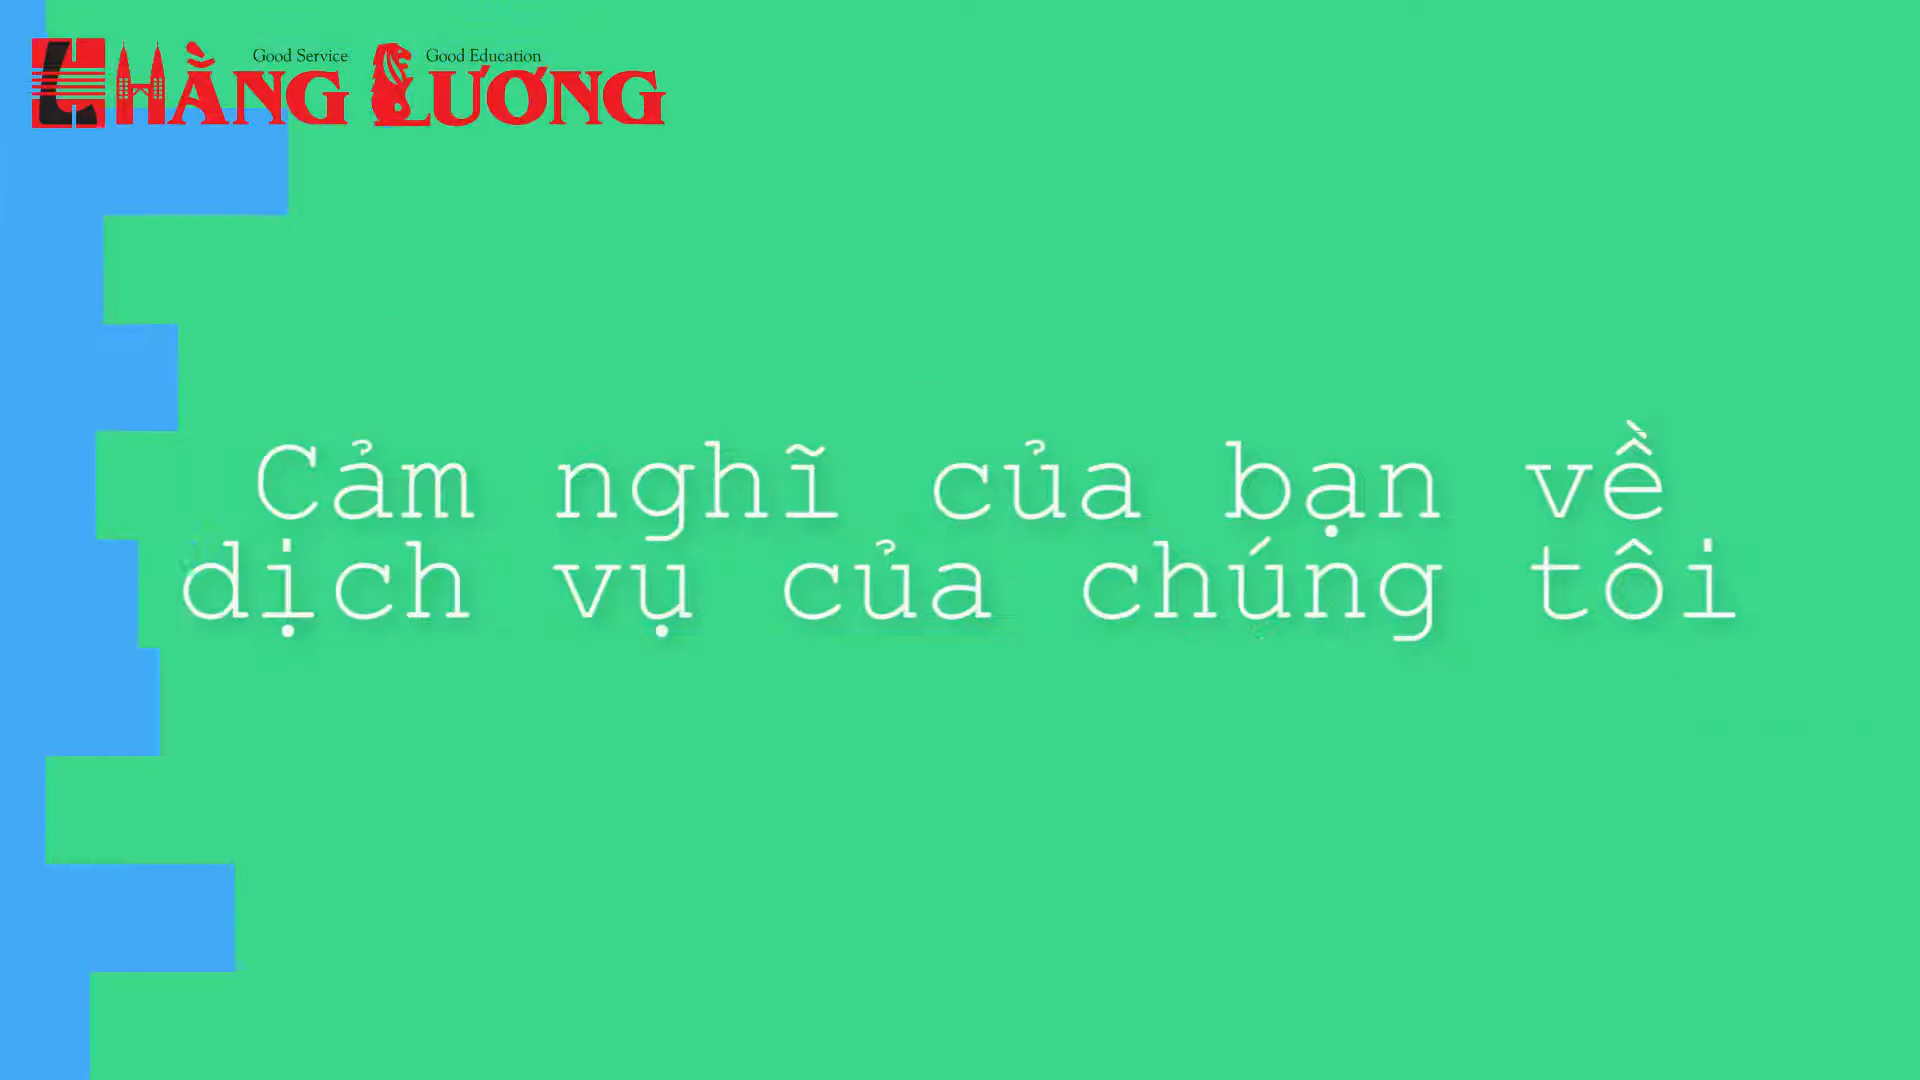 Good Service Good Education
HẰNG LƯƠNG
Cảm nghĩ của bạn về
dịch vụ của chúng tôi